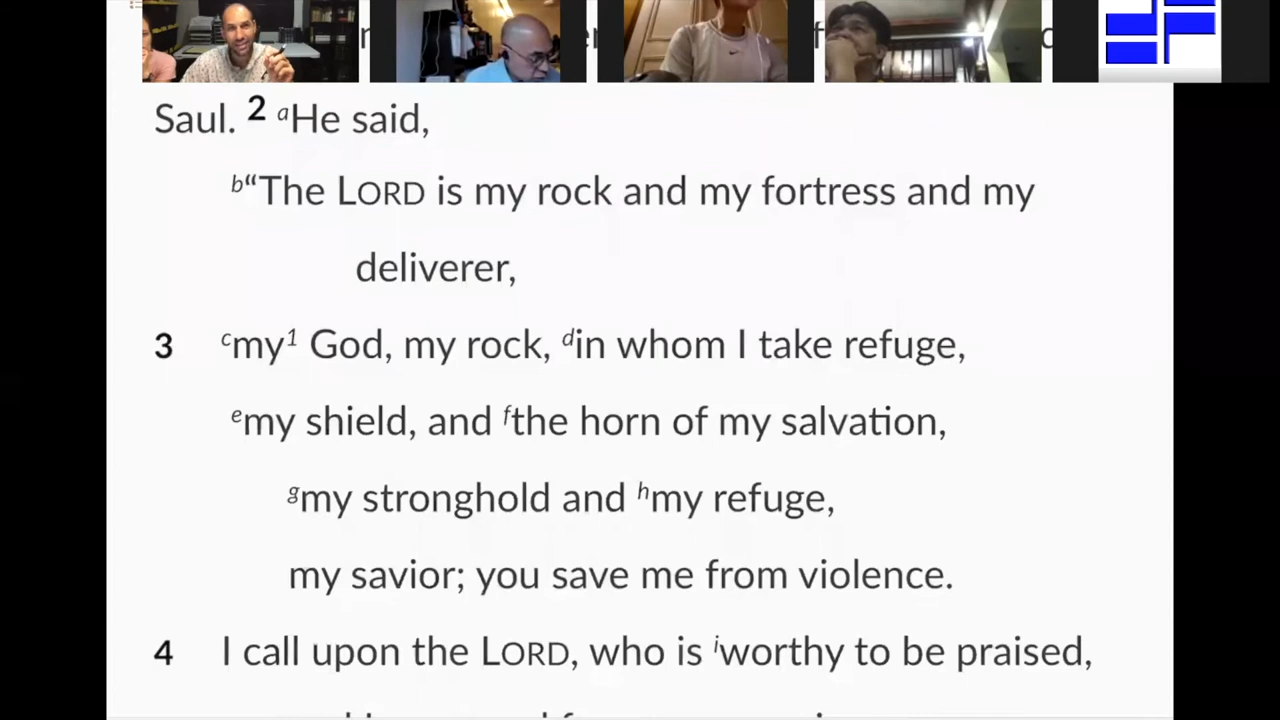 Saul. 2 aHe said,
b“The LORD is my rock and my fortress and my
deliverer,
3 cmy1 God, my rock, din whom I take refuge,
emy shield, and fthe horn of my salvation,
gmy stronghold and hmy refuge,
my savior; you save me from violence.
4 I call upon the LORD, who is iworthy to be praised,